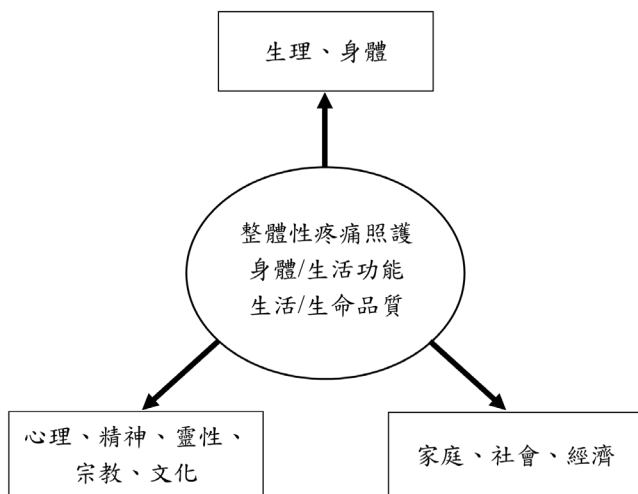 生理、身體
整體性疼痛照護
身體/生活功能
生活/生命品質
心理、精神、靈性、
宗教、文化
家庭、社會、經濟